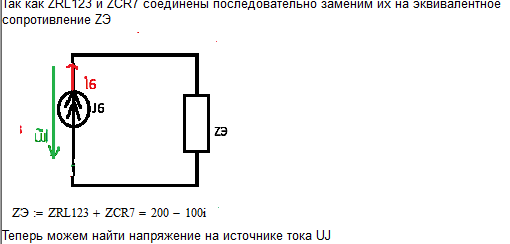 Так как ZRL123 и ZCR7 соединены последовательно заменим их на эквивалентное
сопротивление ZЭ
I6
J6
UJ
ZЭ
ZЭ := ZRL123 + ZCR7 = 200 − 100i
Теперь можем найти напряжение на источнике тока UJ